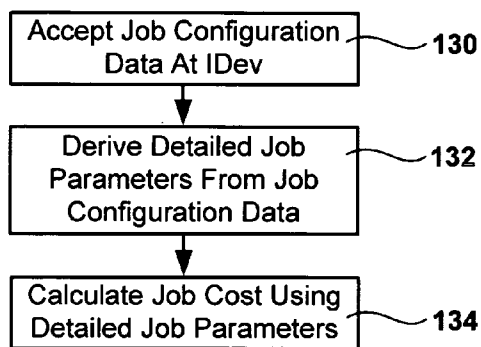 Accept Job Configuration
Data At IDev
130
Derive Detailed Job
Parameters From Job
Configuration Data
132
Calculate Job Cost Using
Detailed Job Parameters
134